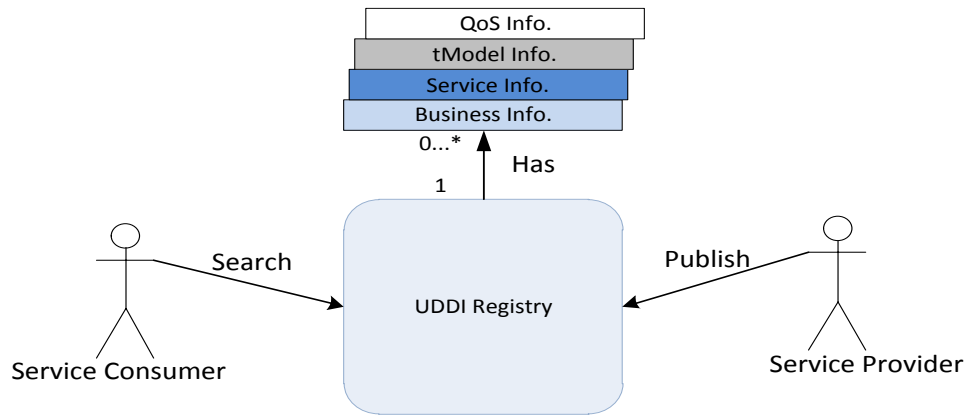 QoS Info.
tModel Info.
Service Info.
Business Info.
0...*
Has
1
Search
Publish
UDDI Registry
Service Consumer
Service Provider